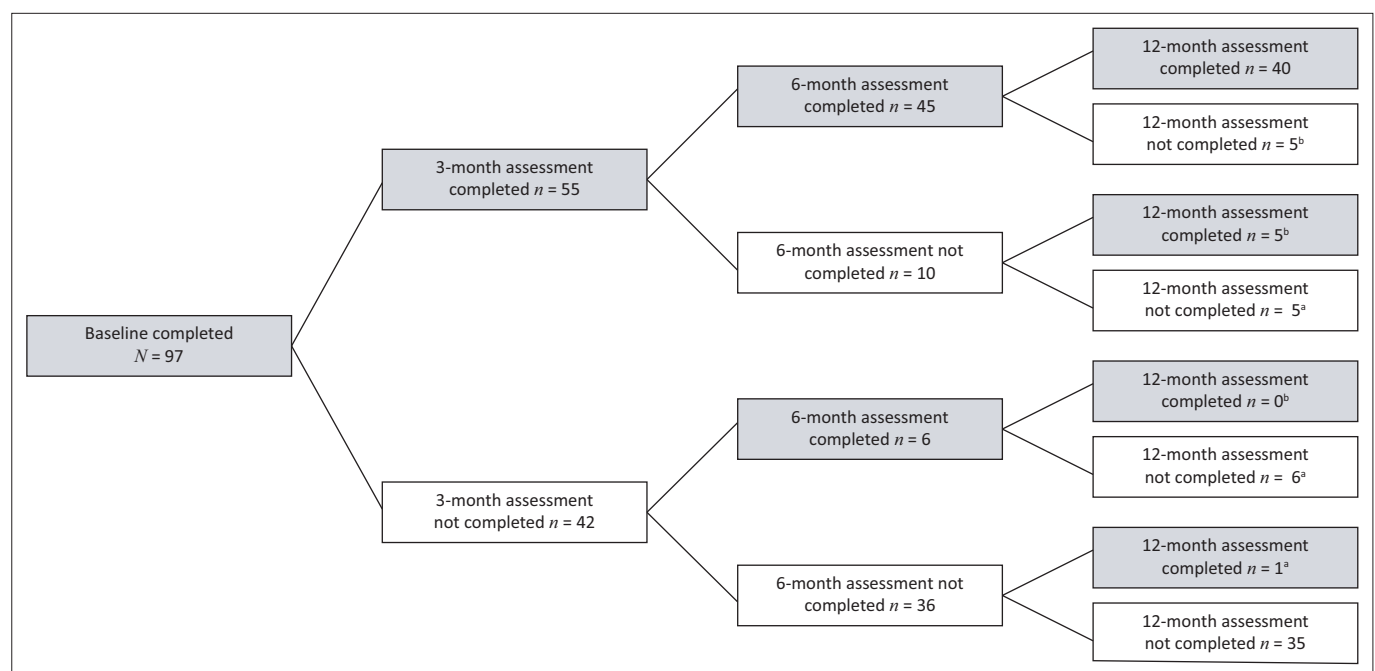 Baseline completed
N = 97
3-month assessment
completed n = 55
3-month assessment
not completed n = 42
6-month assessment
completed n = 45
6-month assessment not
completed n = 10
6-month assessment
completed n = 6
6-month assessment not
completed n = 36
12-month assessment
completed n = 40
12-month assessment
not completed n = 5ᵇ
12-month assessment
completed n = 5ᵇ
12-month assessment
not completed n = 5ᵃ
12-month assessment
completed n = 0ᵇ
12-month assessment
not completed n = 6ᵃ
12-month assessment
completed n = 1ᵃ
12-month assessment
not completed n = 35